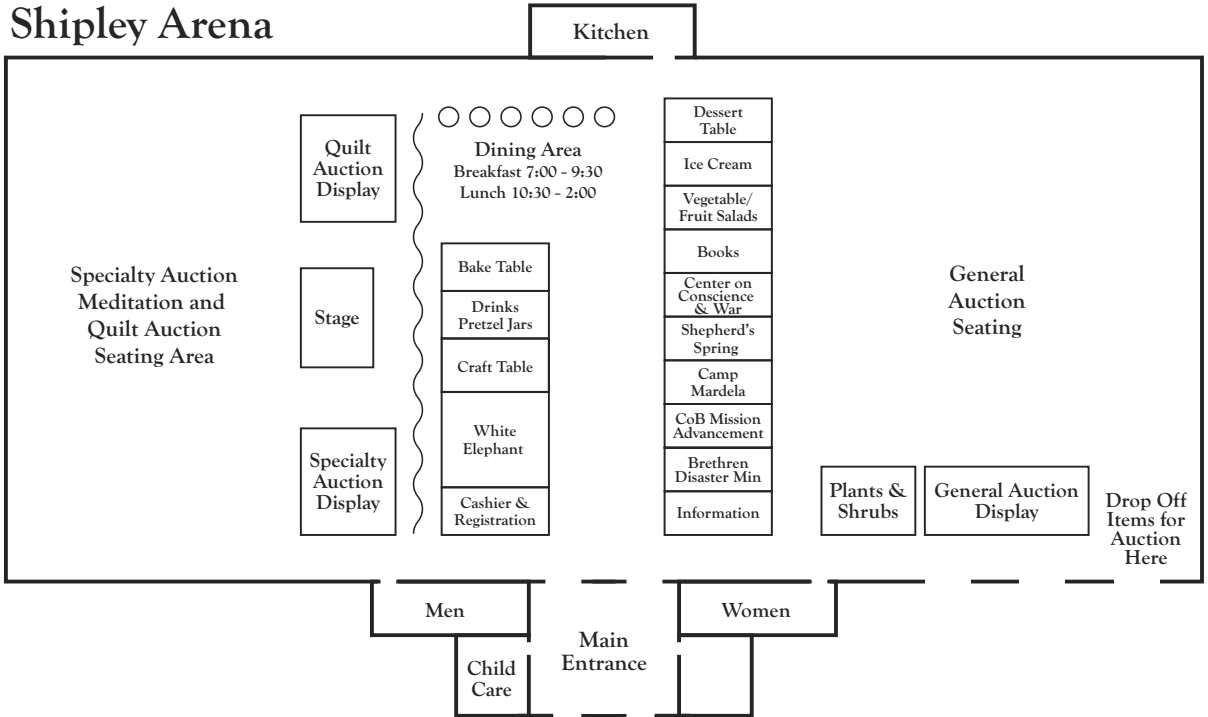 Shipley Arena
Kitchen
Quilt
Auction
Display
Dining Area
Breakfast 7:00 - 9:30
Lunch 10:30 - 2:00
Dessert
Table
Ice Cream
Vegetable/
Fruit Salads
Books
Center on
Conscience
& War
Shepherd's
Spring
Camp
Mardela
CoB Mission
Advancement
Brethren
Disaster Min
Information
Specialty Auction
Meditation and
Quilt Auction
Seating Area
Stage
Specialty
Auction
Display
Bake Table
Drinks
Pretzel Jars
Craft Table
White
Elephant
Cashier &
Registration
General
Auction
Seating
Plants &
Shrubs
General Auction
Display
Drop Off
Items for
Auction
Here
Men
Women
Main
Entrance
Child
Care